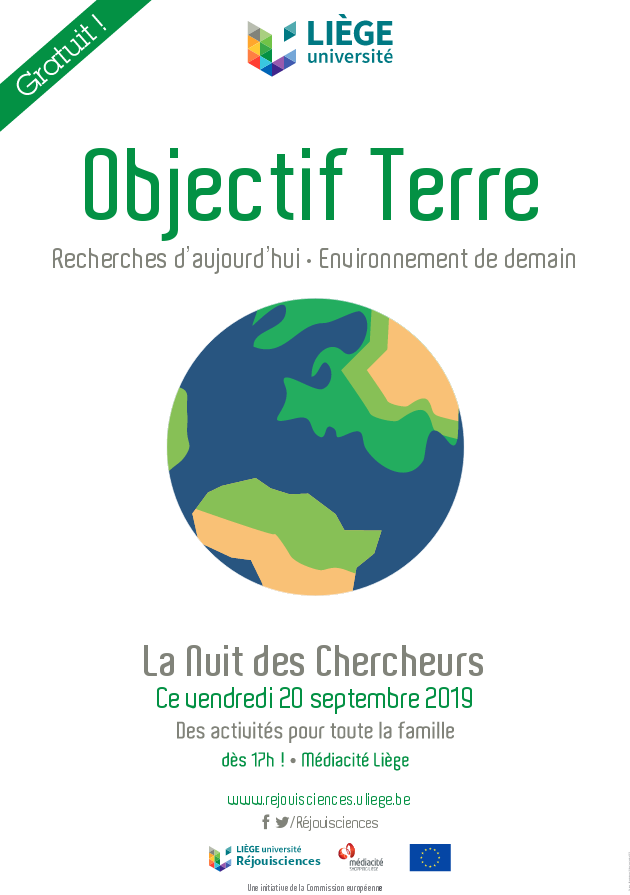 Gratuit !
LIÈGE
université
Objectif Terre
Recherches d'aujourd'hui • Environnement de demain
La Nuit des Chercheurs
Ce vendredi 20 septembre 2019
Des activités pour toute la famille
dès 17h ! • Médiacité Liège
www.rejouisciences.uliege.be
/Réjouisciences
LIÈGE université
Réjouisciences
médiacité
SHOPPING LIÈGE
Une initiative de la Commission européenne